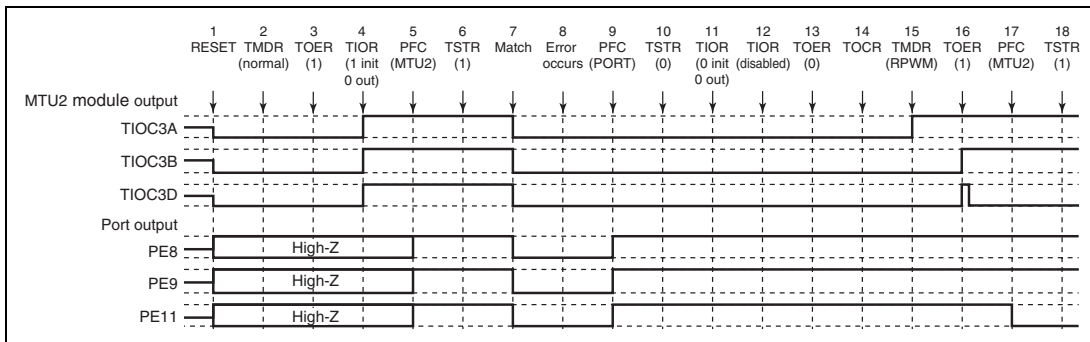 1 2 3 4 5 6 7 8 9 10 11 12 13 14 15 16 17 18
RESET TMDR TOER TIOR PFC TSTR Match Error PFC TSTR TIOR TIOR TOER TOCR TMDR TOER PFC TSTR
(normal) (1) (1 init (MTU2) (1) occurs (PORT) (0) (0 init (disabled) (0) (RPWM) (1) (MTU2) (1)
0 out) 0 out)
MTU2 module output
TIOC3A
TIOC3B
TIOC3D
Port output
PE8 High-Z
PE9 High-Z
PE11 High-Z